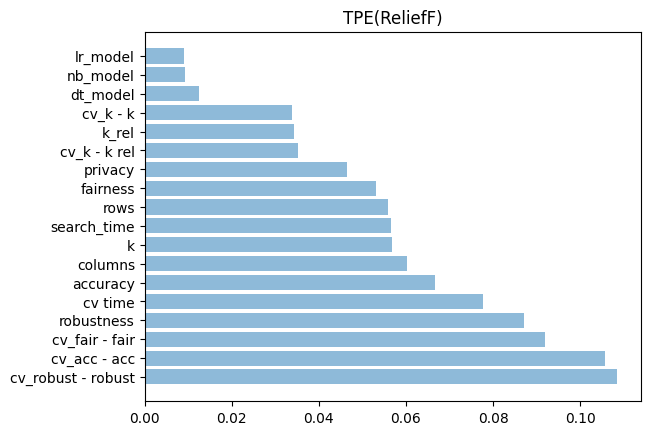 TPE(ReliefF)
lr_model
nb_model
dt_model
cv_k - k
k_rel
cv_k - k rel
privacy
fairness
rows
search_time
k
columns
accuracy
cv time
robustness
cv_fair - fair
cv_acc - acc
cv_robust - robust
0.00 0.02 0.04 0.06 0.08 0.10